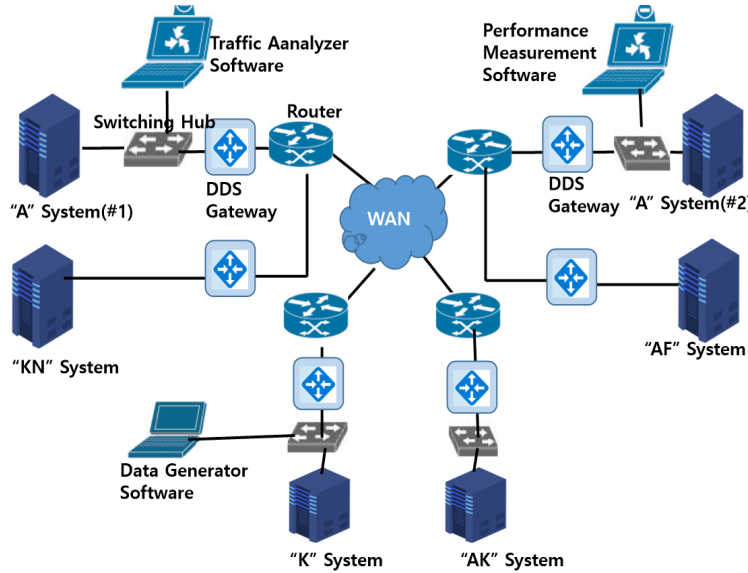 Traffic Aanalyzer
Software
Performance
Measurement
Software
Switching Hub
Router
DDS
Gateway
DDS
Gateway
“A” System(#1)
“A” System(#2)
WAN
“KN” System
“AF” System
Data Generator
Software
“K” System
“AK” System